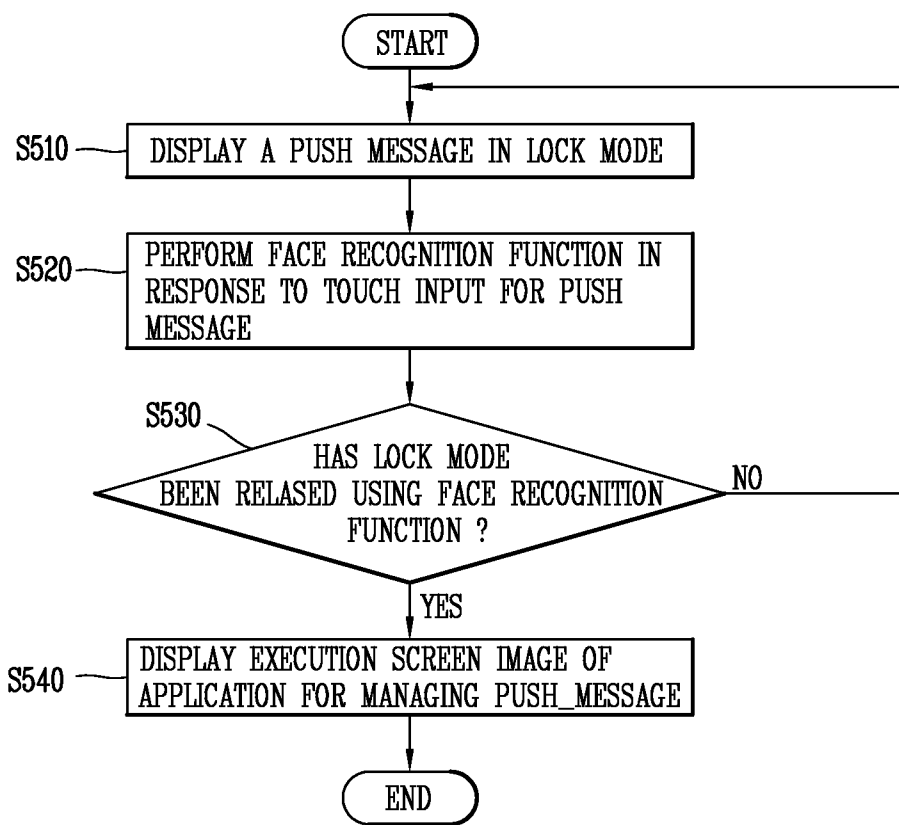 START
S510
DISPLAY A PUSH MESSAGE IN LOCK MODE
S520
PERFORM FACE RECOGNITION FUNCTION IN
RESPONSE TO TOUCH INPUT FOR PUSH
MESSAGE
S530
HAS LOCK MODE
BEEN RELASED USING FACE RECOGNITION
FUNCTION ?
NO
YES
S540
DISPLAY EXECUTION SCREEN IMAGE OF
APPLICATION FOR MANAGING PUSH_MESSAGE
END